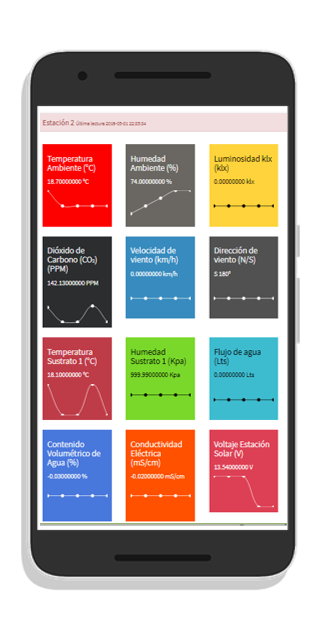 Estación 2 Última lectura 2018-05-01 22:25:24
Temperatura
Ambiente (°C)
18.70000000 °C
Humedad
Ambiente (%)
74.00000000 %
Luminosidad klx
(klx)
0.00000000 klx
Dióxido de
Carbono (CO₂)
(PPM)
142.13000000 PPM
Velocidad de
viento (km/h)
0.00000000 km/h
Dirección de
viento (N/S)
S 180°
Temperatura
Sustrato 1 (°C)
18.10000000 °C
Humedad
Sustrato 1 (Kpa)
999.99000000 Kpa
Flujo de agua
(Lts)
0.00000000 Lts
Contenido
Volumétrico de
Agua (%)
-0.03000000 %
Conductividad
Eléctrica
(mS/cm)
-0.02000000 mS/cm
Voltaje Estación
Solar (V)
13.54000000 V